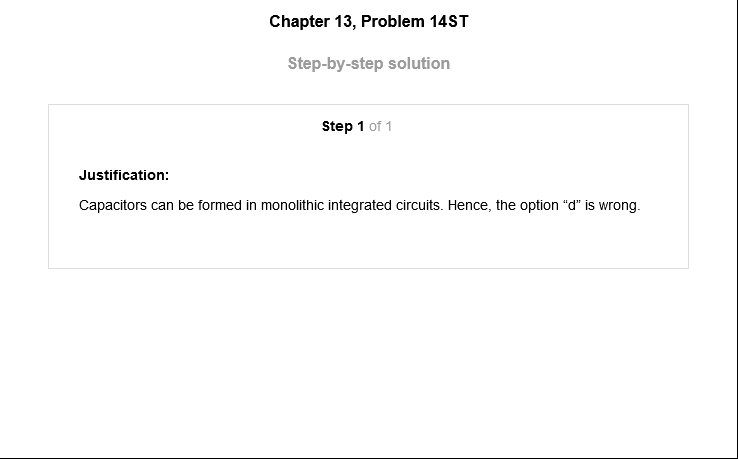 Chapter 13, Problem 14ST
Step-by-step solution
Step 1 of 1
Justification:
Capacitors can be formed in monolithic integrated circuits. Hence, the option “d” is wrong.